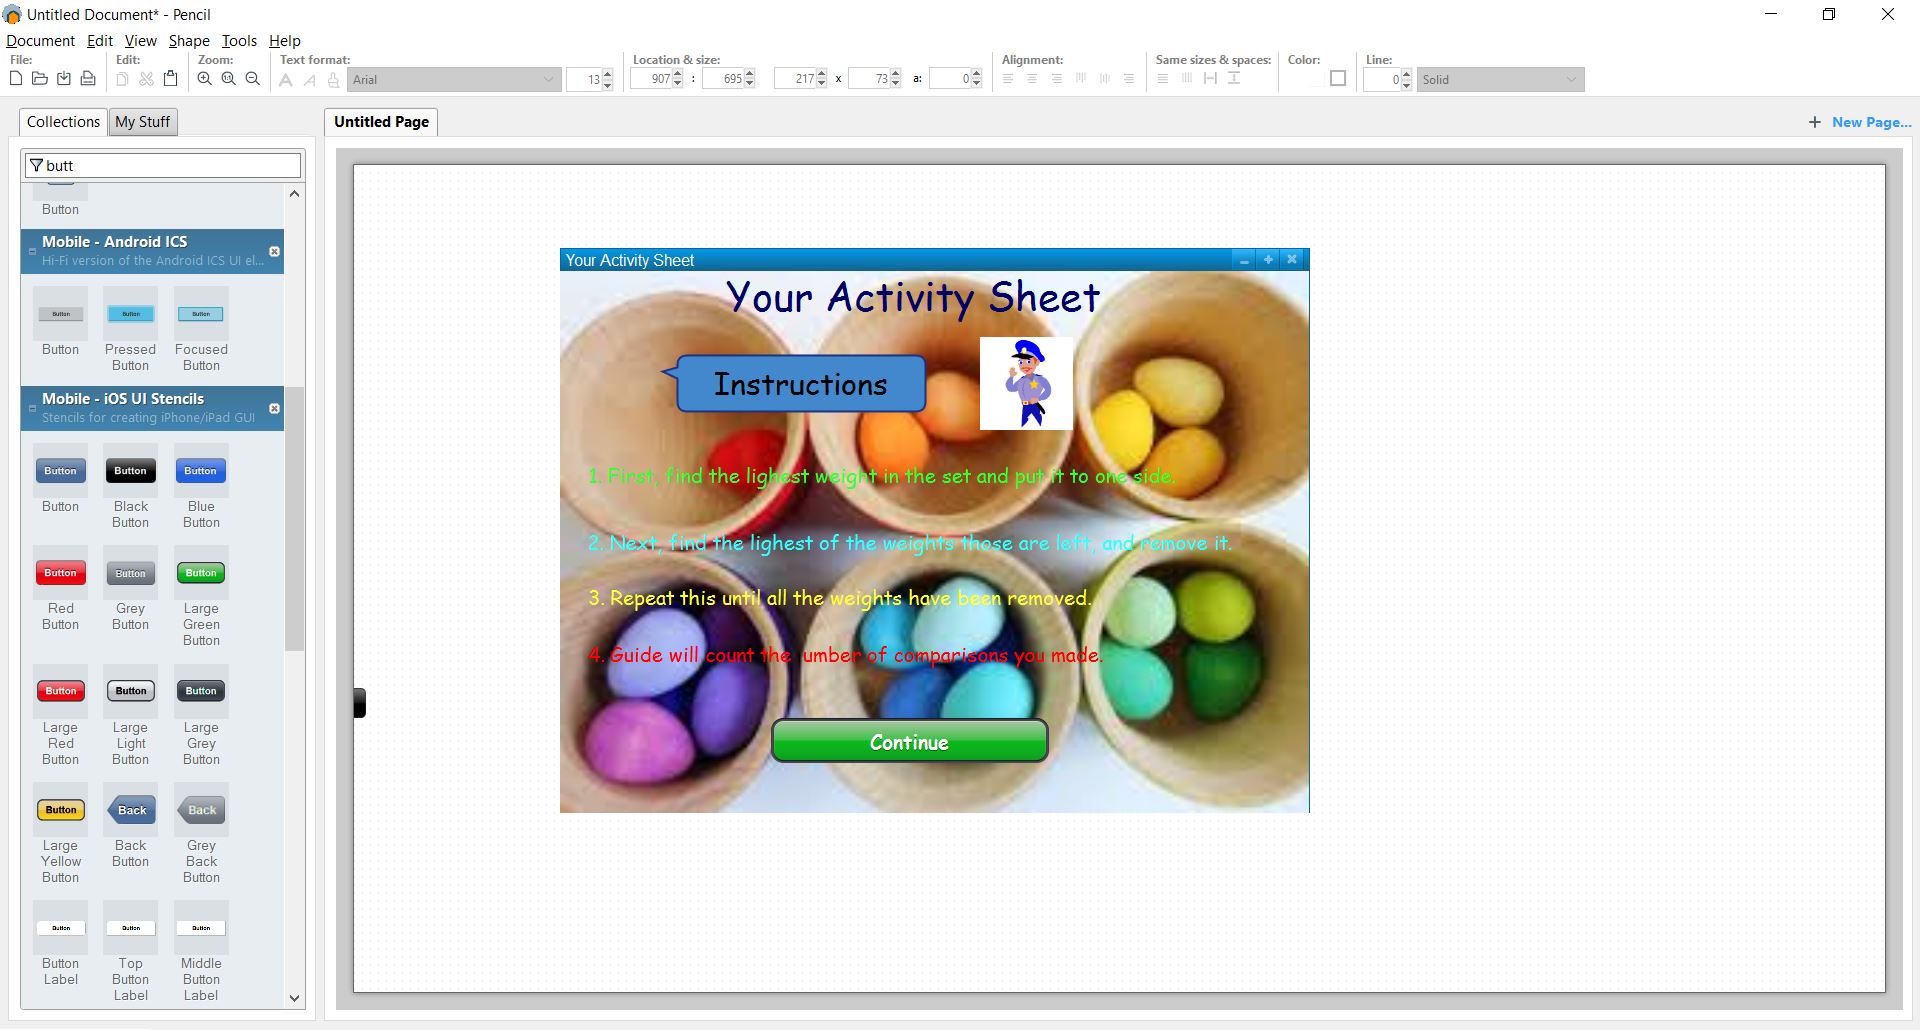 Untitled Document* - Pencil
Document Edit View Shape Tools Help
File: Edit: Zoom: Text format: Location & size: Alignment: Same sizes & spaces: Color: Line:
Arial 13 907 : 695 217 x 73 a: 0 0 Solid
Collections My Stuff Untitled Page + New Page...
butt
Button
Mobile - Android ICS
Hi-Fi version of the Android ICS UI el...
Button Button Button
Button Pressed Button Focused Button
Mobile - iOS UI Stencils
Stencils for creating iPhone/iPad GUI
Button Button Button
Button Black Button Blue Button
Button Button Button
Red Button Grey Button Large Green Button
Button Button Button
Large Red Button Large Light Button Large Grey Button
Button Back Back
Large Yellow Button Back Button Grey Back Button
Button Button Button
Button Label Top Button Label Middle Button Label
Your Activity Sheet
Your Activity Sheet
Instructions
1. First, find the lighest weight in the set and put it to one side.
2. Next, find the lighest of the weights those are left, and remove it.
3. Repeat this until all the weights have been removed.
4. Guide will count the umber of comparisons you made.
Continue